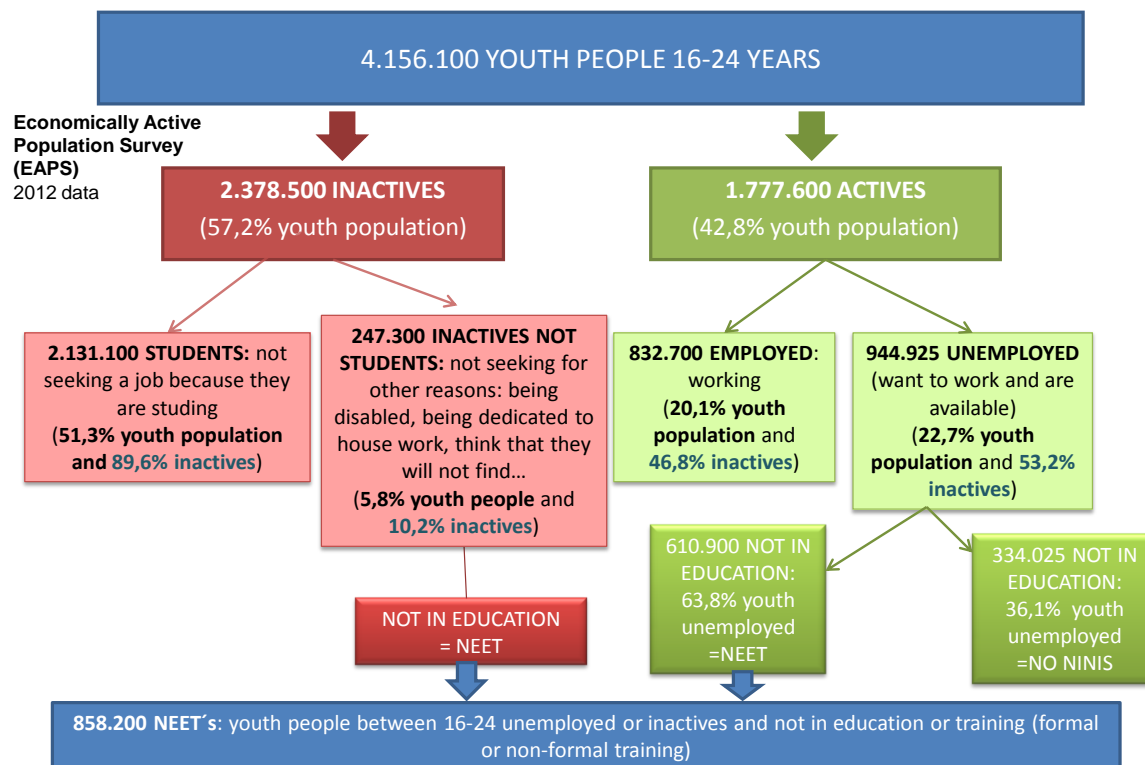 4.156.100 YOUTH PEOPLE 16-24 YEARS
Economically Active
Population Survey
(EAPS)
2012 data
2.378.500 INACTIVES
(57,2% youth population)
1.777.600 ACTIVES
(42,8% youth population)
2.131.100 STUDENTS: not
seeking a job because they
are studing
(51,3% youth population
and 89,6% inactives)
247.300 INACTIVES NOT
STUDENTS: not seeking for
other reasons: being
disabled, being dedicated to
house work, think that they
will not find…
(5,8% youth people and
10,2% inactives)
832.700 EMPLOYED:
working
(20,1% youth
population and
46,8% inactives)
944.925 UNEMPLOYED
(want to work and are
available)
(22,7% youth
population and 53,2%
inactives)
NOT IN EDUCATION
= NEET
610.900 NOT IN
EDUCATION:
63,8% youth
unemployed
=NEET
334.025 NOT IN
EDUCATION:
36,1% youth
unemployed
=NO NINIS
858.200 NEET´s: youth people between 16-24 unemployed or inactives and not in education or training (formal
or non-formal training)